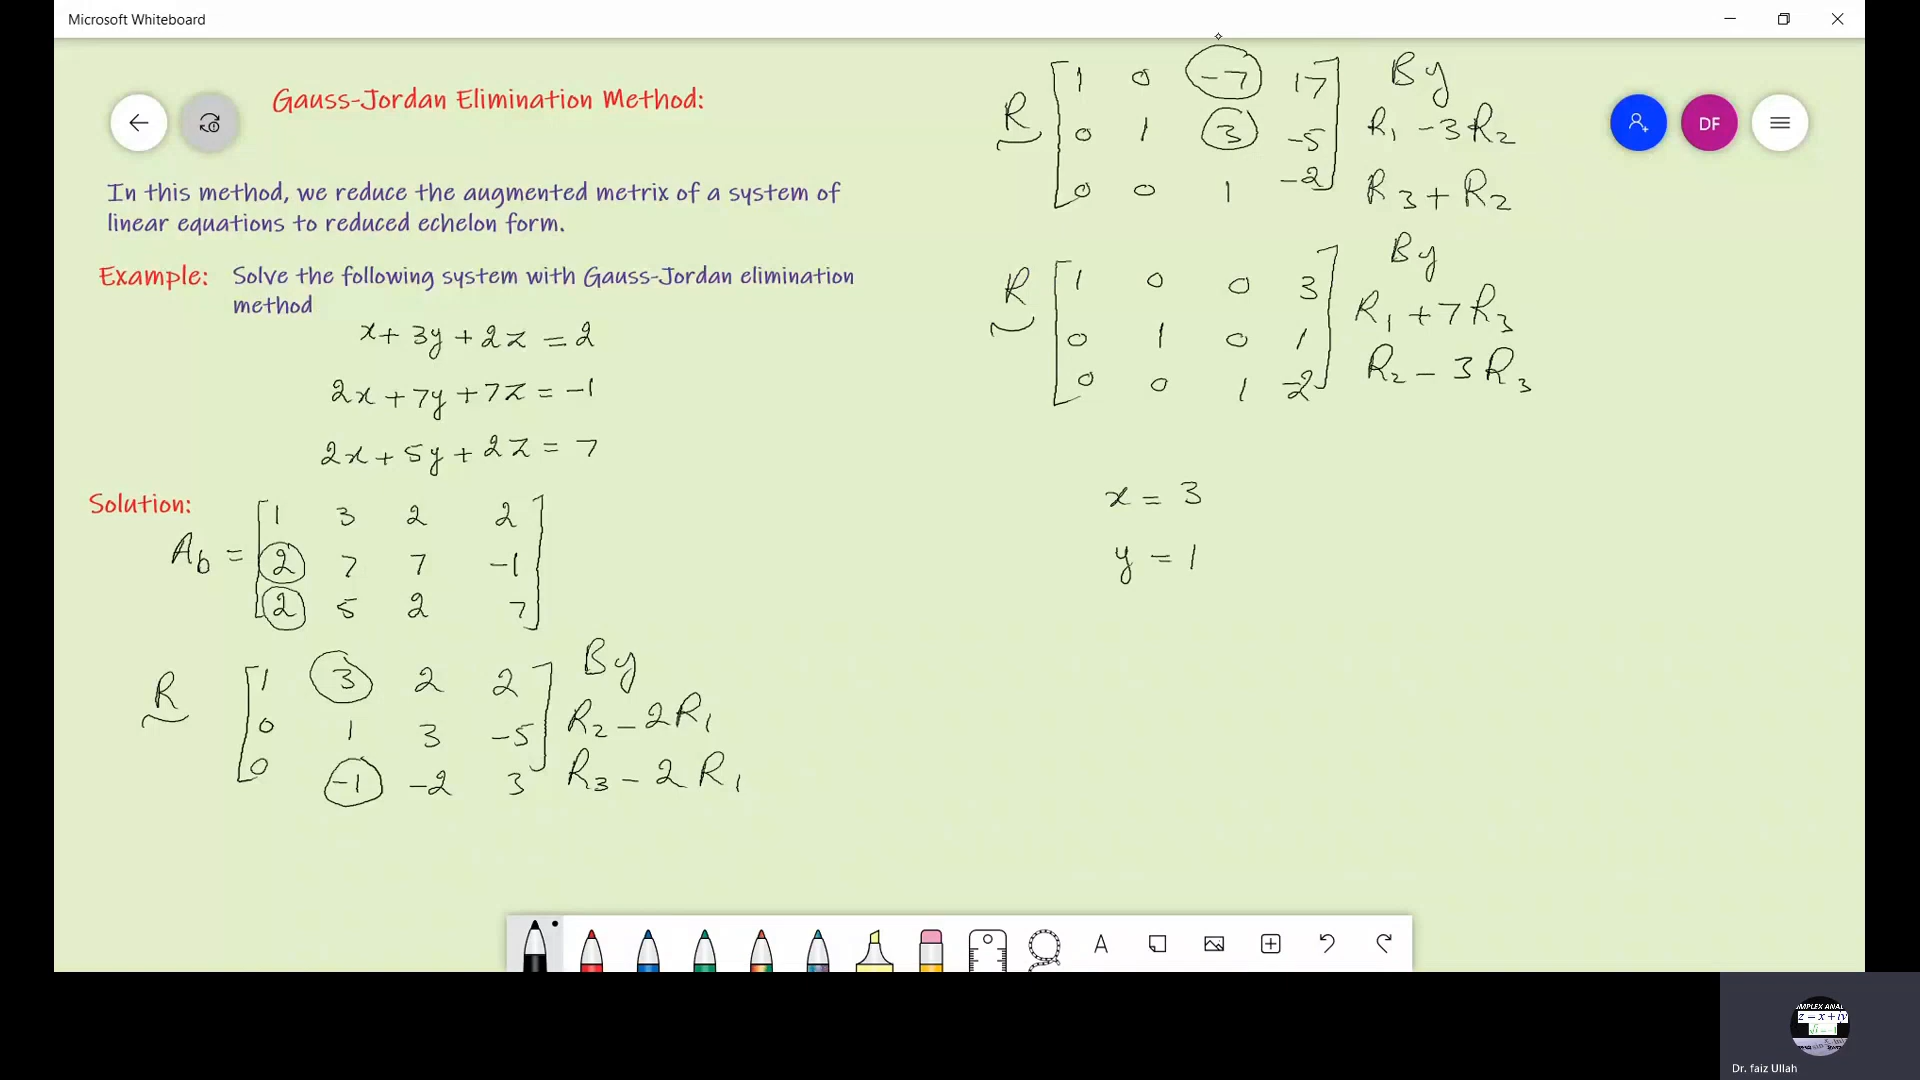 Microsoft Whiteboard
Gauss-Jordan Elimination Method:
In this method, we reduce the augmented metrix of a system of
linear equations to reduced echelon form.
Example: Solve the following system with Gauss-Jordan elimination
method
x + 3y + 2z = 2
2x + 7y + 7z = -1
2x + 5y + 2z = 7
Solution:
A_b = [ 1 3 2 2
2 7 7 -1
2 5 2 7 ]
R [ 1 3 2 2 By
0 1 3 -5 ] R₂ - 2R₁
0 -1 -2 3 R₃ - 2R₁
R [ 1 0 -7 17 By
0 1 3 -5 R₁ - 3R₂
0 0 1 -2 ] R₃ + R₂
By
R [ 1 0 0 3 R₁ + 7R₃
0 1 0 1 R₂ - 3R₃
0 0 1 -2 ]
x = 3
y = 1
DF
A
z = x + iy
Dr. faiz Ullah